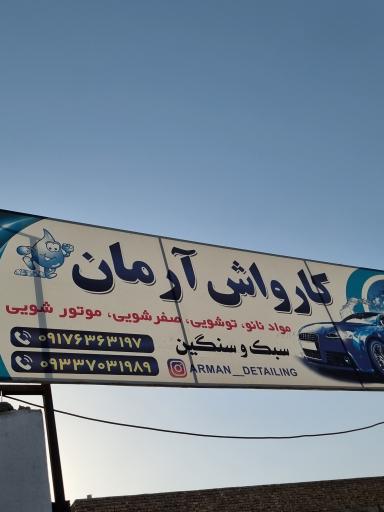 کارواش آرمان
مواد نانو، توشویی، صفرشویی، موتور شویی
سبک و سنگین
۰۹۱۷۶۳۶۳۱۹۷
۰۹۳۳۷۰۳۱۹۸۹
ARMAN__DETAILING